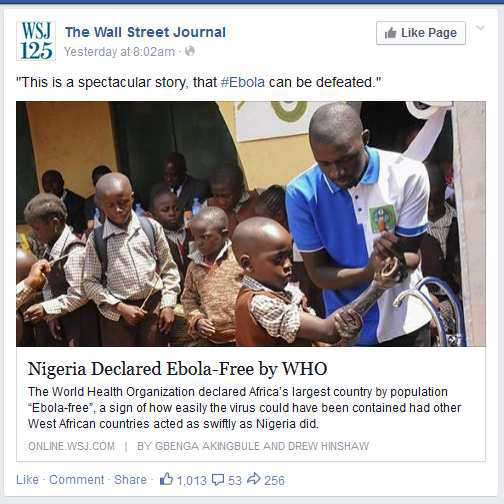 WSJ
125
The Wall Street Journal
Yesterday at 8:02am ·
Like Page
"This is a spectacular story, that #Ebola can be defeated."
Nigeria Declared Ebola-Free by WHO
The World Health Organization declared Africa's largest country by population
"Ebola-free", a sign of how easily the virus could have been contained had other
West African countries acted as swiftly as Nigeria did.
ONLINE.WSJ.COM | BY GBENGA AKINGBULE AND DREW HINSHAW
Like · Comment · Share · 1,013 53 256